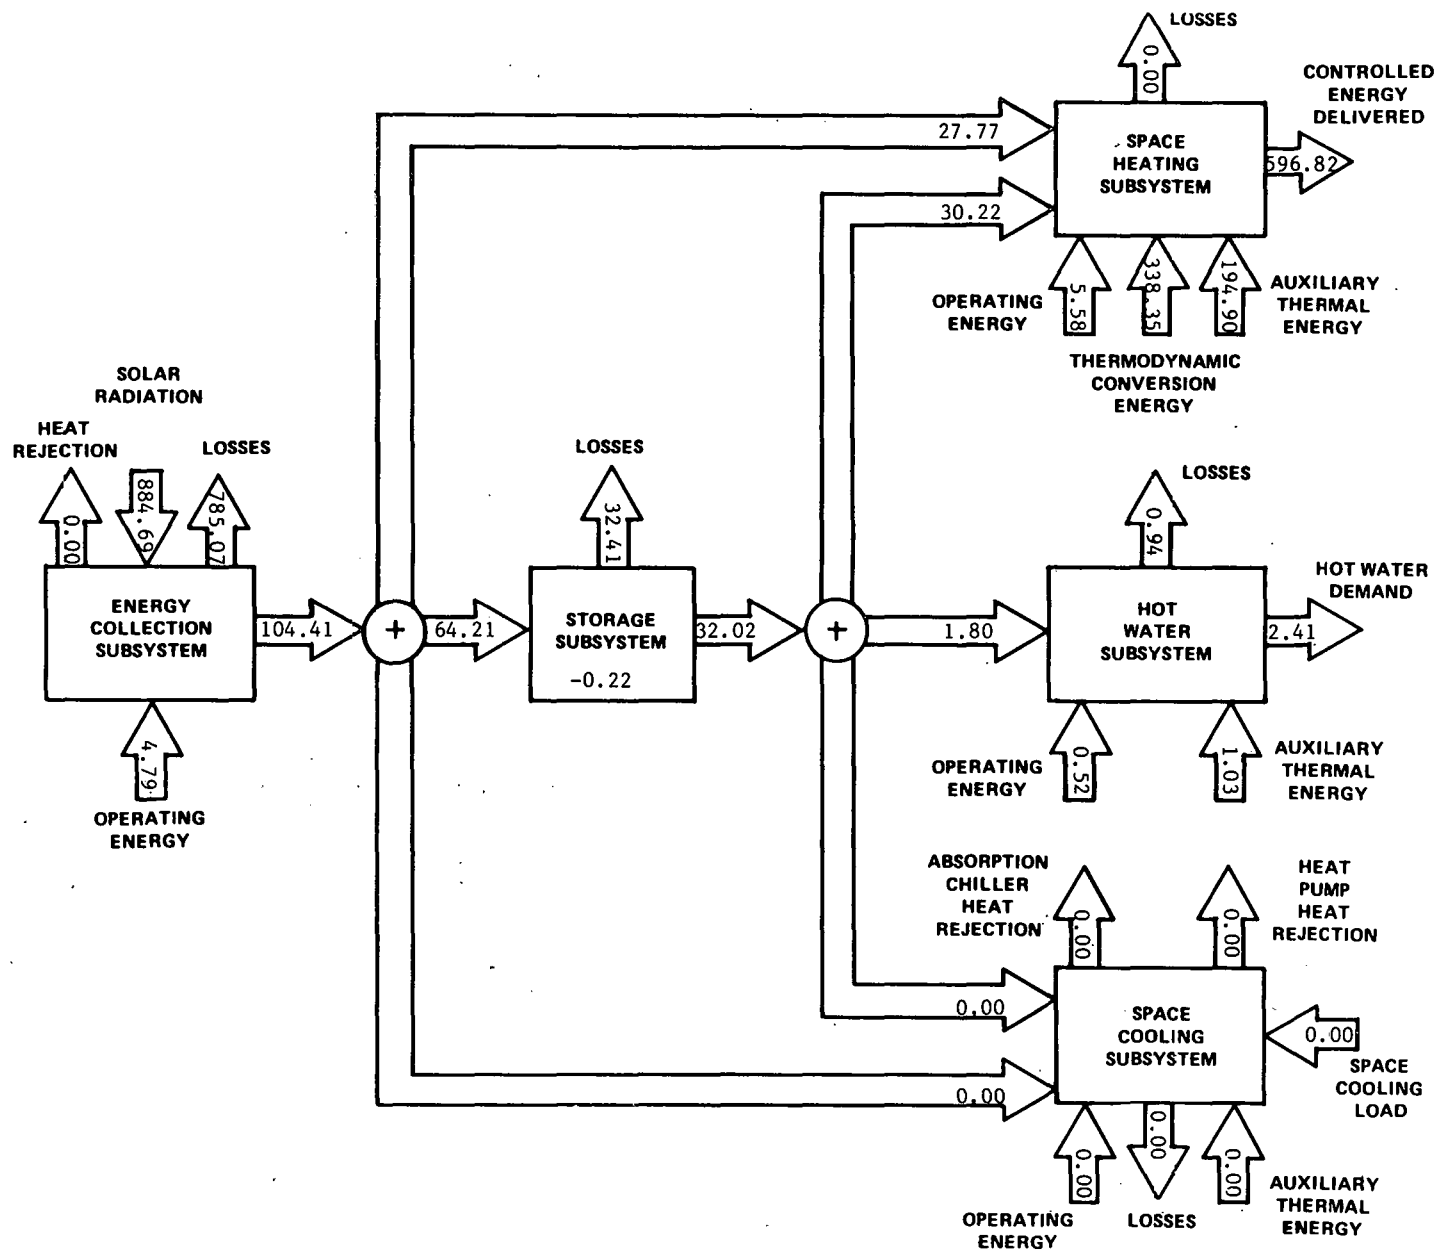 LOSSES
0.00
CONTROLLED
ENERGY
DELIVERED
27.77
SPACE
HEATING
SUBSYSTEM
596.82
30.22
OPERATING
ENERGY
5.58
338.35
194.90
AUXILIARY
THERMAL
ENERGY
THERMODYNAMIC
CONVERSION
ENERGY
SOLAR
RADIATION
HEAT
REJECTION
LOSSES
0.00
884.69
785.07
ENERGY
COLLECTION
SUBSYSTEM
104.41
+
64.21
4.79
OPERATING
ENERGY
LOSSES
32.41
STORAGE
SUBSYSTEM
-0.22
32.02
+
1.80
LOSSES
0.94
HOT
WATER
SUBSYSTEM
HOT WATER
DEMAND
2.41
OPERATING
ENERGY
0.52
1.03
AUXILIARY
THERMAL
ENERGY
ABSORPTION
CHILLER
HEAT
REJECTION
0.00
0.00
HEAT
PUMP
HEAT
REJECTION
0.00
SPACE
COOLING
SUBSYSTEM
0.00
SPACE
COOLING
LOAD
0.00
0.00
0.00
0.00
OPERATING
ENERGY
LOSSES
AUXILIARY
THERMAL
ENERGY